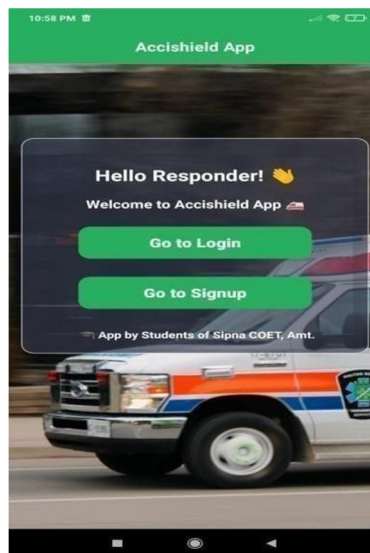 10:58 PM
Accishield App
Hello Responder! 👋
Welcome to Accishield App 🚑
Go to Login
Go to Signup
App by Students of Sipna COET, Amt.